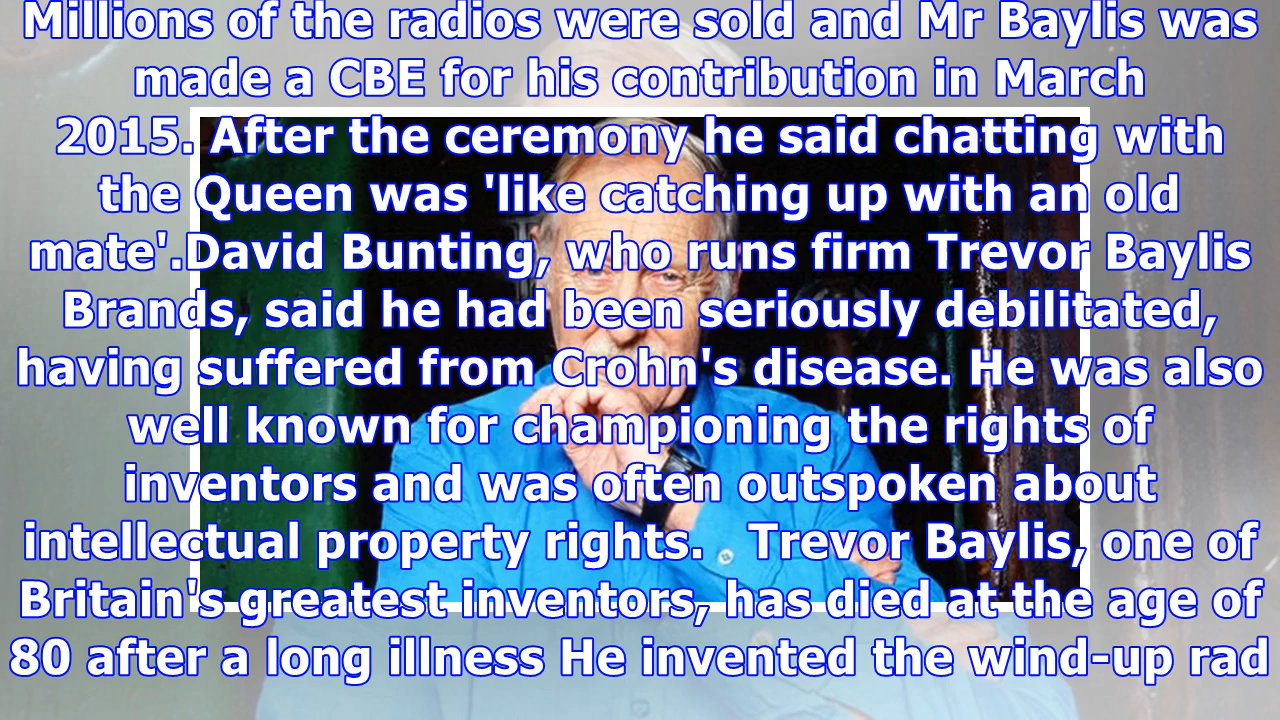 Millions of the radios were sold and Mr Baylis was
made a CBE for his contribution in March
2015. After the ceremony he said chatting with
the Queen was 'like catching up with an old
mate'.David Bunting, who runs firm Trevor Baylis
Brands, said he had been seriously debilitated,
having suffered from Crohn's disease. He was also
well known for championing the rights of
inventors and was often outspoken about
intellectual property rights.   Trevor Baylis, one of
Britain's greatest inventors, has died at the age of
80 after a long illness He invented the wind-up rad